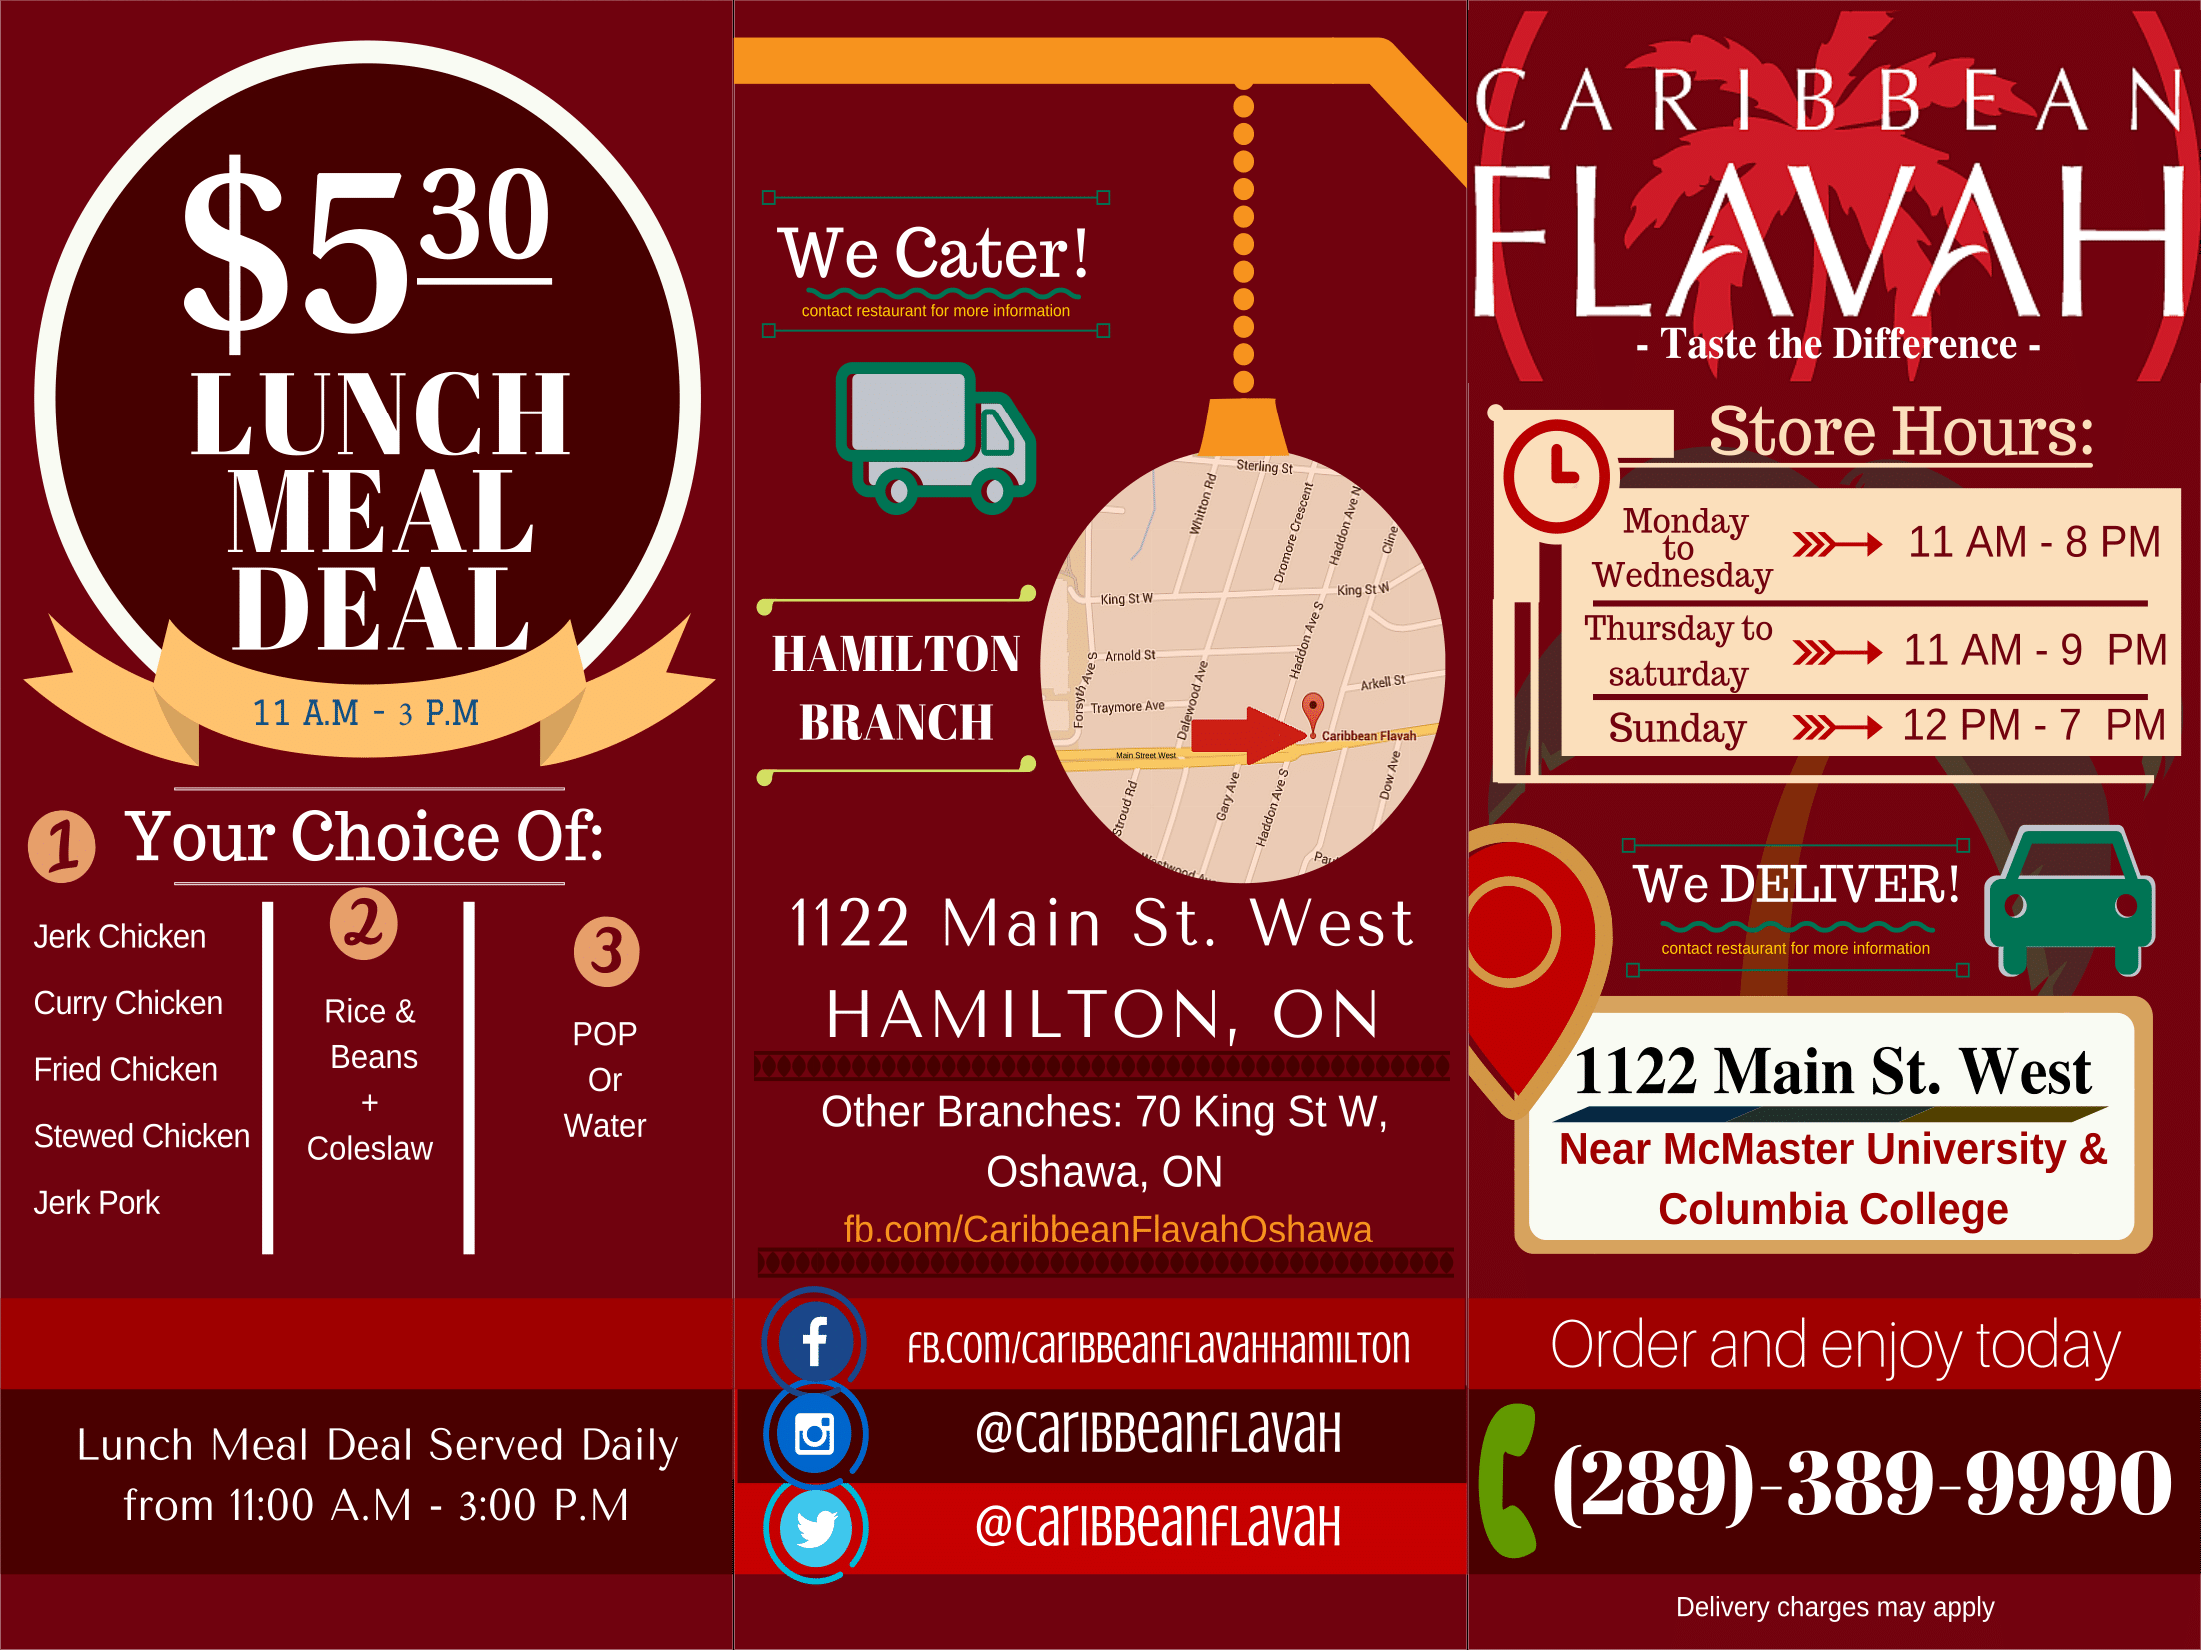 $5 30
LUNCH
MEAL
DEAL
11 A.M - 3 P.M
1 Your Choice Of:
Jerk Chicken
Curry Chicken
Fried Chicken
Stewed Chicken
Jerk Pork
2
Rice &
Beans
+
Coleslaw
3
POP
Or
Water
Lunch Meal Deal Served Daily
from 11:00 A.M - 3:00 P.M
We Cater!
contact restaurant for more information
HAMILTON
BRANCH
Sterling St
Whitton Rd
Dromore Crescent
Haddon Ave N
Cline
King St W
King St W
Haddon Ave S
Arnold St
Forsyth Ave S
Dalewood Ave
Arkell St
Traymore Ave
Caribbean Flavah
Main Street West
Stroud Rd
Gary Ave
Haddon Ave S
Dow Ave
1122 Main St. West
HAMILTON, ON
Other Branches: 70 King St W,
Oshawa, ON
fb.com/CaribbeanFlavahOshawa
FB.COM/CARIBBEANFLAVAHHAMILTON
@CARIBBEANFLAVAH
@CARIBBEANFLAVAH
CARIBBEAN
FLAVAH
- Taste the Difference -
Store Hours:
Monday
to
Wednesday
11 AM - 8 PM
Thursday to
saturday
11 AM - 9 PM
Sunday
12 PM - 7 PM
We DELIVER!
contact restaurant for more information
1122 Main St. West
Near McMaster University &
Columbia College
Order and enjoy today
(289)-389-9990
Delivery charges may apply